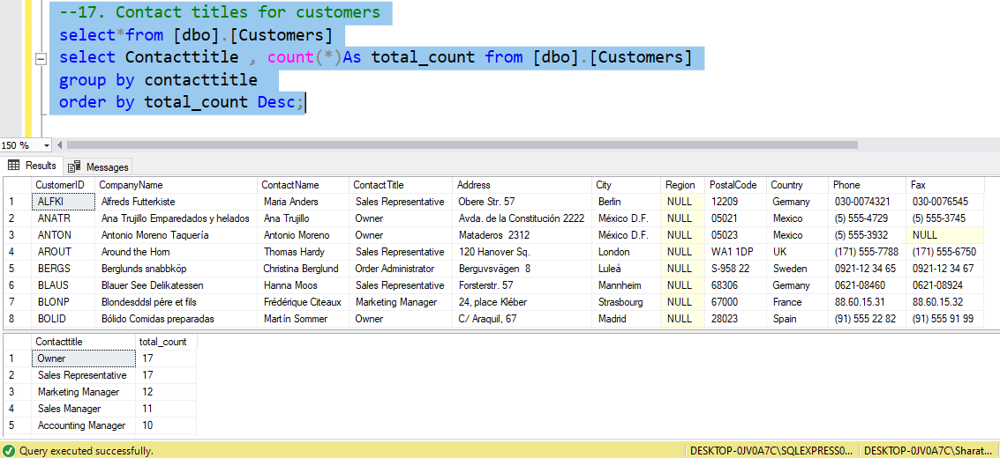 --17. Contact titles for customers
select*from [dbo].[Customers]
select Contacttitle , count(*)As total_count from [dbo].[Customers]
group by contacttitle
order by total_count Desc;
150 %
Results Messages
CustomerID CompanyName ContactName ContactTitle Address City Region PostalCode Country Phone Fax
1 ALFKI Alfreds Futterkiste Maria Anders Sales Representative Obere Str. 57 Berlin NULL 12209 Germany 030-0074321 030-0076545
2 ANATR Ana Trujillo Emparedados y helados Ana Trujillo Owner Avda. de la Constitución 2222 México D.F. NULL 05021 Mexico (5) 555-4729 (5) 555-3745
3 ANTON Antonio Moreno Taquería Antonio Moreno Owner Mataderos 2312 México D.F. NULL 05023 Mexico (5) 555-3932 NULL
4 AROUT Around the Horn Thomas Hardy Sales Representative 120 Hanover Sq. London NULL WA1 1DP UK (171) 555-7788 (171) 555-6750
5 BERGS Berglunds snabbköp Christina Berglund Order Administrator Berguvsvägen 8 Luleå NULL S-958 22 Sweden 0921-12 34 65 0921-12 34 67
6 BLAUS Blauer See Delikatessen Hanna Moos Sales Representative Forsterstr. 57 Mannheim NULL 68306 Germany 0621-08460 0621-08924
7 BLONP Blondesddsl père et fils Frédérique Citeaux Marketing Manager 24, place Kléber Strasbourg NULL 67000 France 88.60.15.31 88.60.15.32
8 BOLID Bólido Comidas preparadas Martín Sommer Owner C/ Araquil, 67 Madrid NULL 28023 Spain (91) 555 22 82 (91) 555 91 99
Contacttitle total_count
1 Owner 17
2 Sales Representative 17
3 Marketing Manager 12
4 Sales Manager 11
5 Accounting Manager 10
Query executed successfully. DESKTOP-0JV0A7C\SQLEXPRESS0... DESKTOP-0JV0A7C\Sharat...